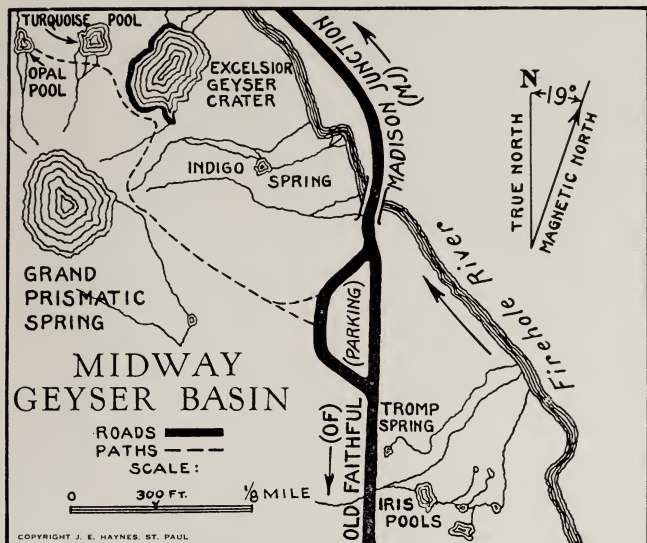 TURQUOISE POOL
OPAL
POOL
EXCELSIOR
GEYSER
CRATER
MADISON JUNCTION
(MJ)
N
19°
TRUE NORTH
MAGNETIC NORTH
INDIGO SPRING
GRAND
PRISMATIC
SPRING
Firehole River
(PARKING)
MIDWAY
GEYSER BASIN
ROADS
PATHS
SCALE:
0 300 FT. 1/8 MILE
OLD FAITHFUL
(OF)
TROMP
SPRING
IRIS
POOLS
COPYRIGHT J. E. HAYNES. ST. PAUL